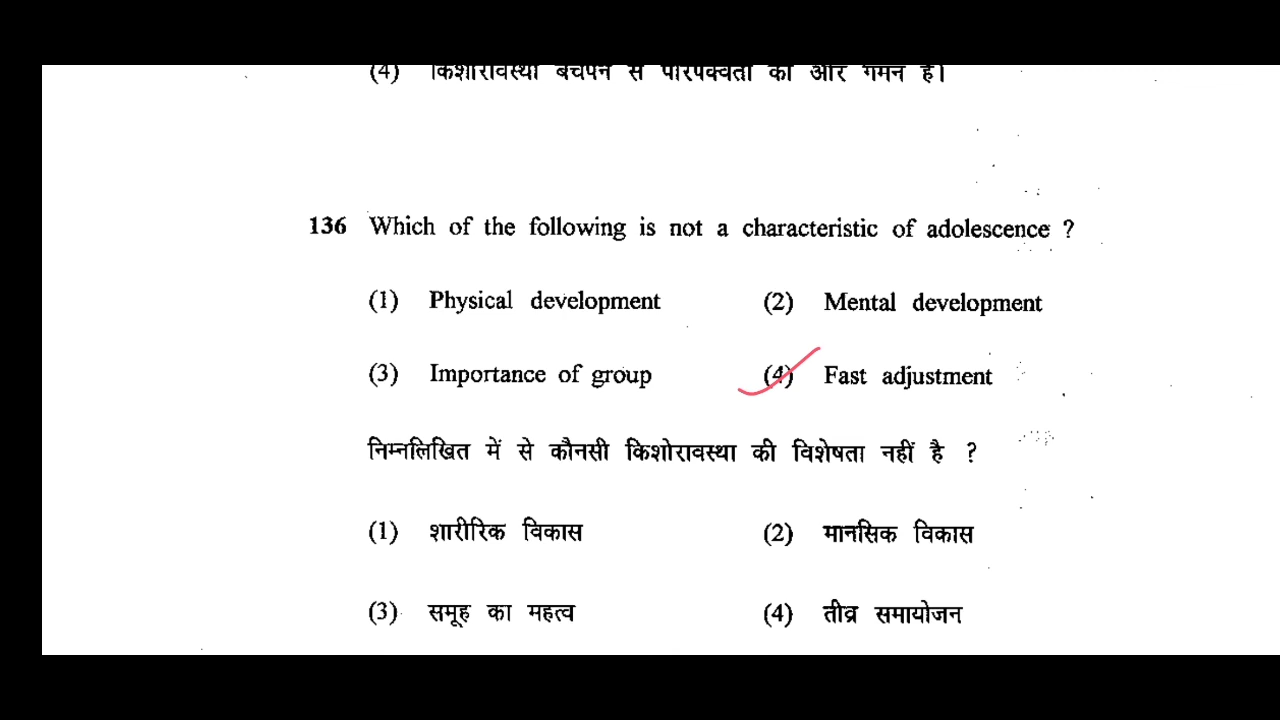 (4) किशोरावस्था बचपन से परिपक्वता की ओर गमन है।
136 Which of the following is not a characteristic of adolescence ?
(1) Physical development (2) Mental development
(3) Importance of group (4) Fast adjustment
निम्नलिखित में से कौनसी किशोरावस्था की विशेषता नहीं है ?
(1) शारीरिक विकास (2) मानसिक विकास
(3) समूह का महत्व (4) तीव्र समायोजन